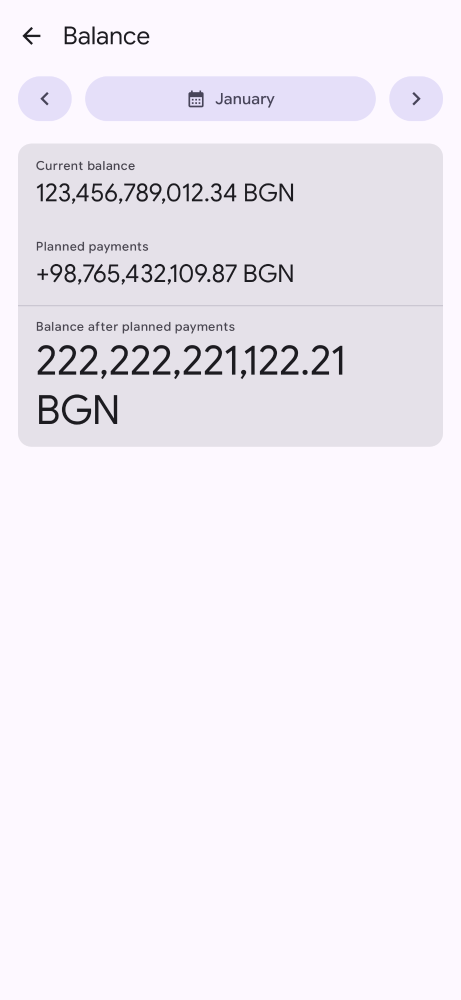 Balance
January
Current balance
123,456,789,012.34 BGN
Planned payments
+98,765,432,109.87 BGN
Balance after planned payments
222,222,221,122.21
BGN